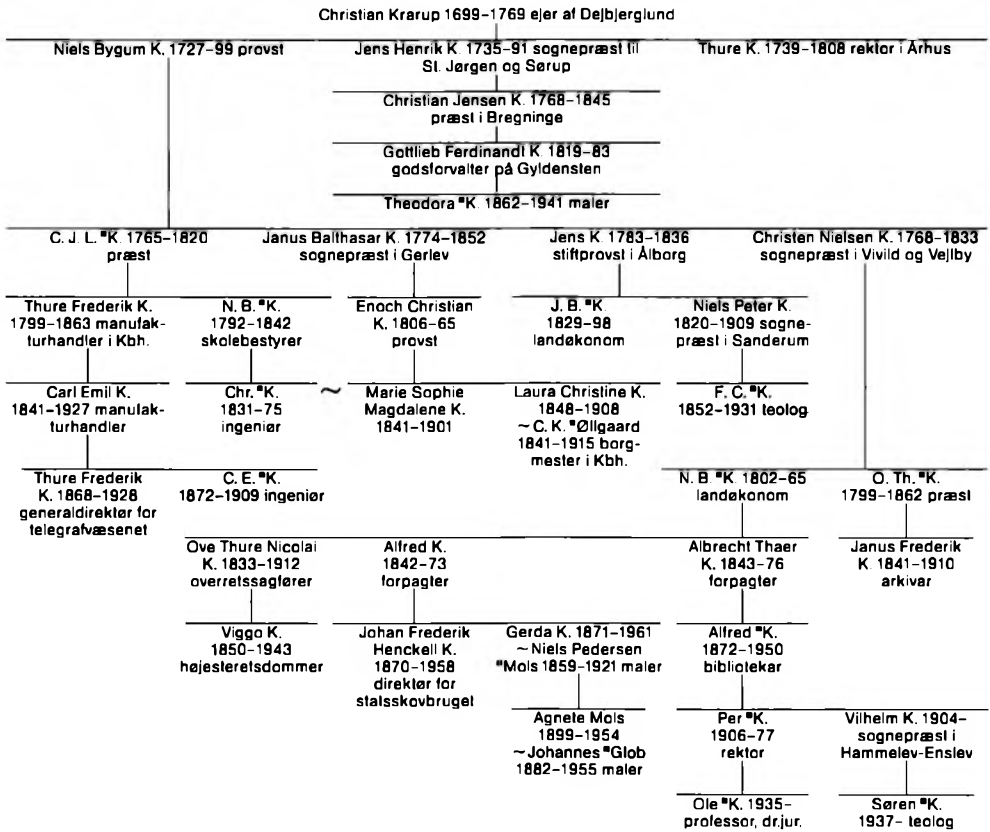 Christian Krarup 1699–1769 ejer af Dejbjerglund
Niels Bygum K. 1727–99 provst
Jens Henrik K. 1735–91 sognepræst til
St. Jørgen og Sørup
Thure K. 1739–1808 rektor i Århus
Christian Jensen K. 1768–1845
præst i Bregninge
Gottlieb Ferdinandt K. 1819–83
godsforvalter på Gyldensten
Theodora *K. 1862–1941 maler
C. J. L. *K. 1765–1820
præst
Janus Balthasar K. 1774–1852
sognepræst i Gerlev
Jens K. 1783–1836
stiftprovst i Ålborg
Christen Nielsen K. 1768–1833
sognepræst i Vivild og Vejlby
Thure Frederik K.
1799–1863 manufak-
turhandler i Kbh.
N. B. *K.
1792–1842
skolebestyrer
Enoch Christian
K. 1806–65
provst
J. B. *K.
1829–98
landøkonom
Niels Peter K.
1820–1909 sogne-
præst i Sanderum
Carl Emil K.
1841–1927 manufak-
turhandler
Chr. *K.
1831–75
ingeniør
~
Marie Sophie
Magdalene K.
1841–1901
Laura Christine K.
1848–1908
~ C. K. *Øllgaard
1841–1915 borg-
mester i Kbh.
F. C. *K.
1852–1931 teolog
Thure Frederik
K. 1868–1928
generaldirektør for
telegrafvæsenet
C. E. *K.
1872–1909 ingeniør
N. B. *K. 1802–65
landøkonom
O. Th. *K.
1799–1862 præst
Ove Thure Nicolai
K. 1833–1912
overretssagfører
Alfred K.
1842–73
forpagter
Albrecht Thaer
K. 1843–76
forpagter
Janus Frederik
K. 1841–1910
arkivar
Viggo K.
1850–1943
højesteretsdommer
Johan Frederik
Henckell K.
1870–1958
direktør for
statsskovbruget
Gerda K. 1871–1961
~ Niels Pedersen
*Mols 1859–1921 maler
Alfred *K.
1872–1950
bibliotekar
Agnete Mols
1899–1954
~ Johannes *Glob
1882–1955 maler
Per *K.
1906–77
rektor
Vilhelm K. 1904–
sognepræst i
Hammelev-Enslev
Ole *K. 1935–
professor, dr.jur.
Søren *K.
1937– teolog